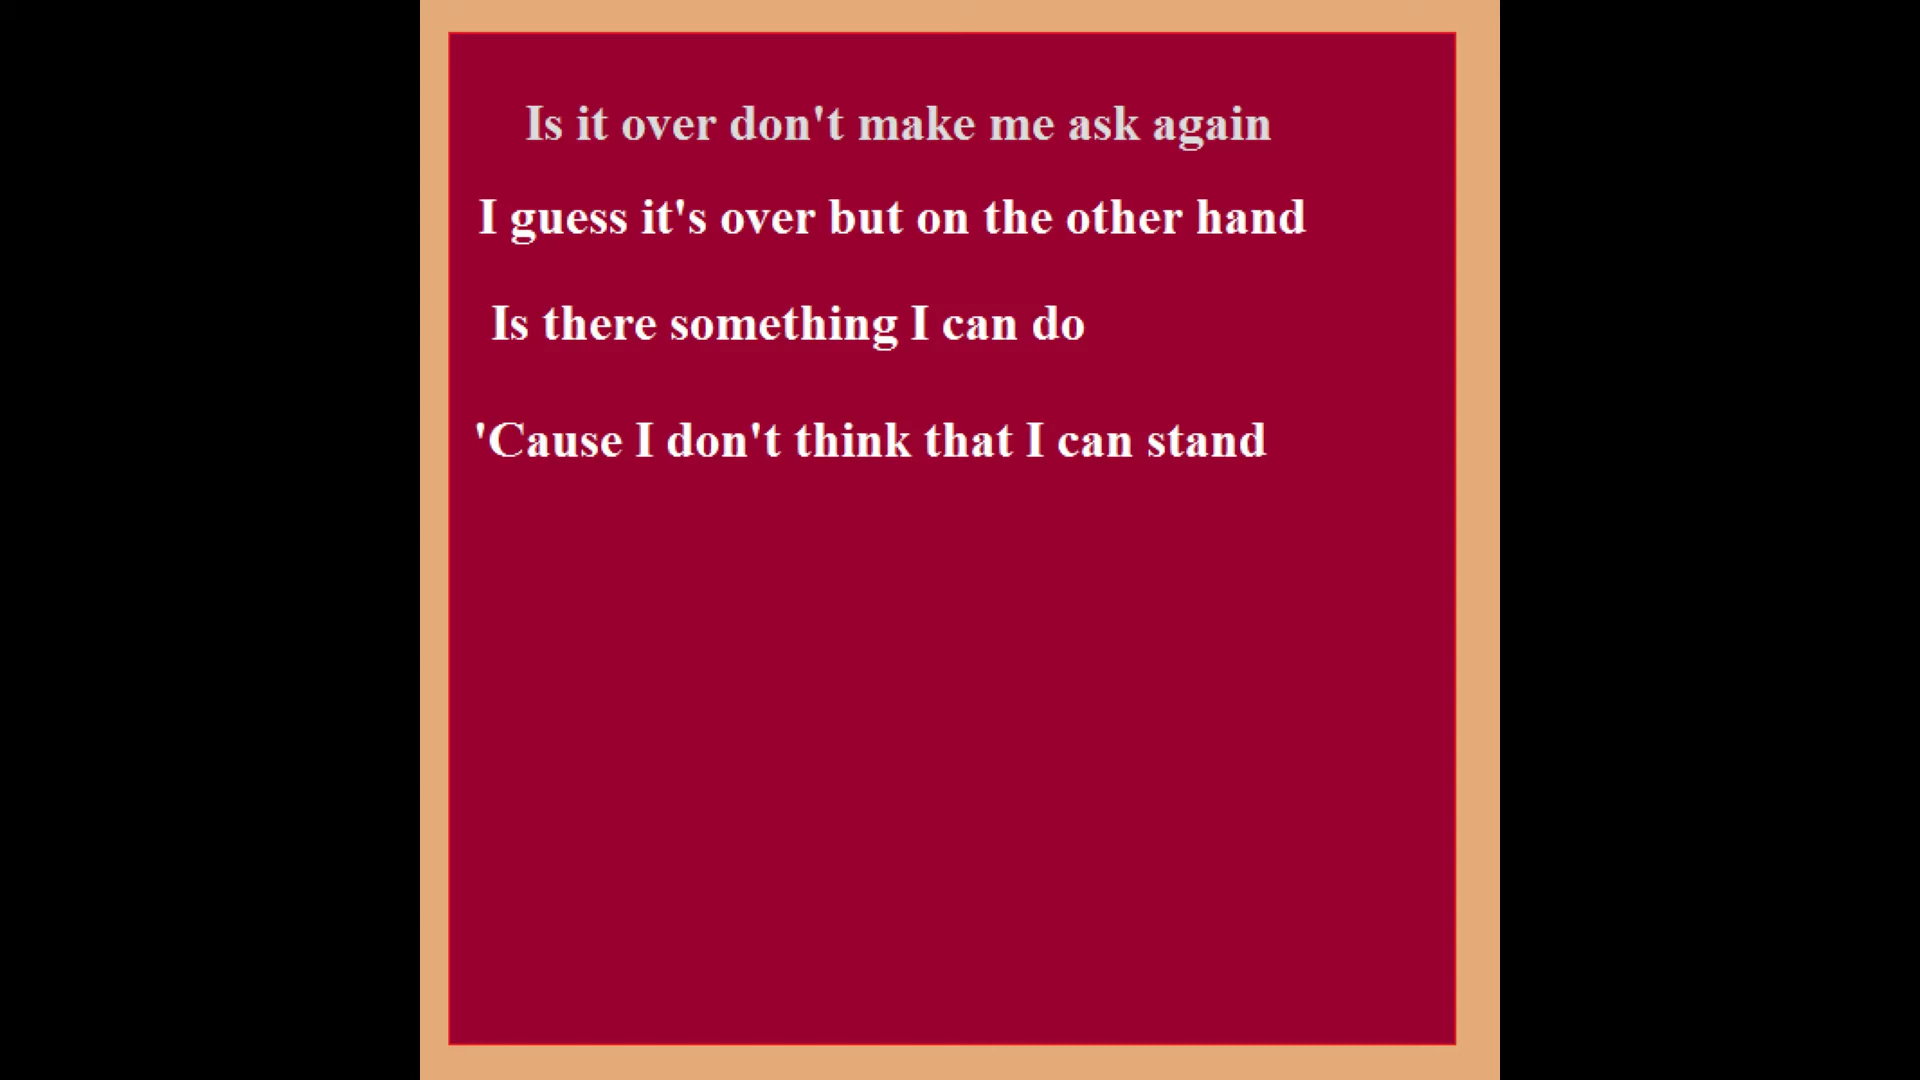 Is it over don't make me ask again
I guess it's over but on the other hand
Is there something I can do
'Cause I don't think that I can stand